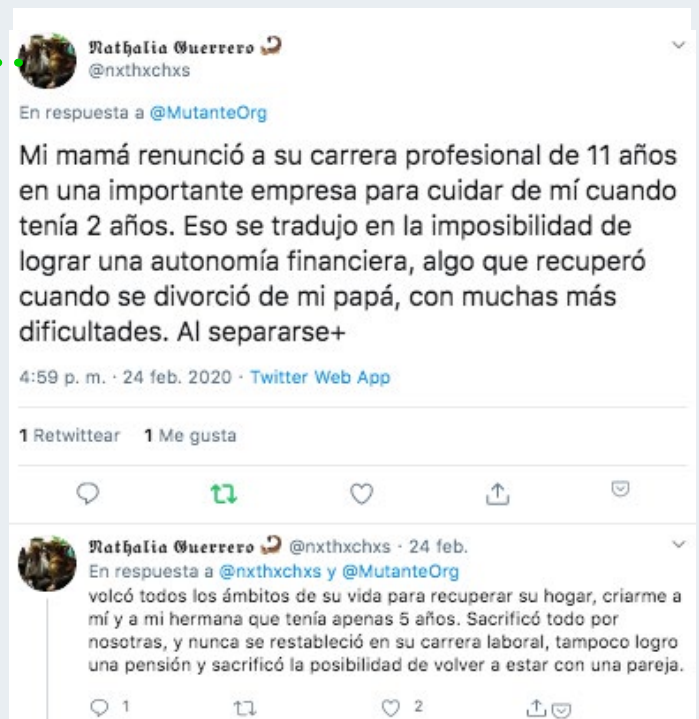 𝕹𝖆𝖙𝖍𝖆𝖑𝖎𝖆 𝕲𝖚𝖊𝖗𝖗𝖊𝖗𝖔 🦂
@nxthxchxs
En respuesta a @MutanteOrg
Mi mamá renunció a su carrera profesional de 11 años
en una importante empresa para cuidar de mí cuando
tenía 2 años. Eso se tradujo en la imposibilidad de
lograr una autonomía financiera, algo que recuperó
cuando se divorció de mi papá, con muchas más
dificultades. Al separarse+
4:59 p. m. · 24 feb. 2020 · Twitter Web App
1 Retwittear 1 Me gusta
𝕹𝖆𝖙𝖍𝖆𝖑𝖎𝖆 𝕲𝖚𝖊𝖗𝖗𝖊𝖗𝖔 🦂 @nxthxchxs · 24 feb.
En respuesta a @nxthxchxs y @MutanteOrg
volcó todos los ámbitos de su vida para recuperar su hogar, criarme a
mí y a mi hermana que tenía apenas 5 años. Sacrificó todo por
nosotras, y nunca se restableció en su carrera laboral, tampoco logro
una pensión y sacrificó la posibilidad de volver a estar con una pareja.
1 2